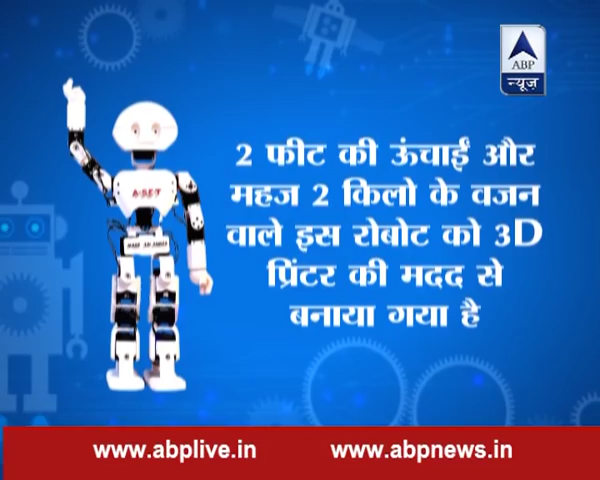 ABP
न्यूज़
2 फीट की ऊंचाई और
महज 2 किलो के वजन
वाले इस रोबोट को 3D
प्रिंटर की मदद से
बनाया गया है
A-SET
www.abplive.in
www.abpnews.in